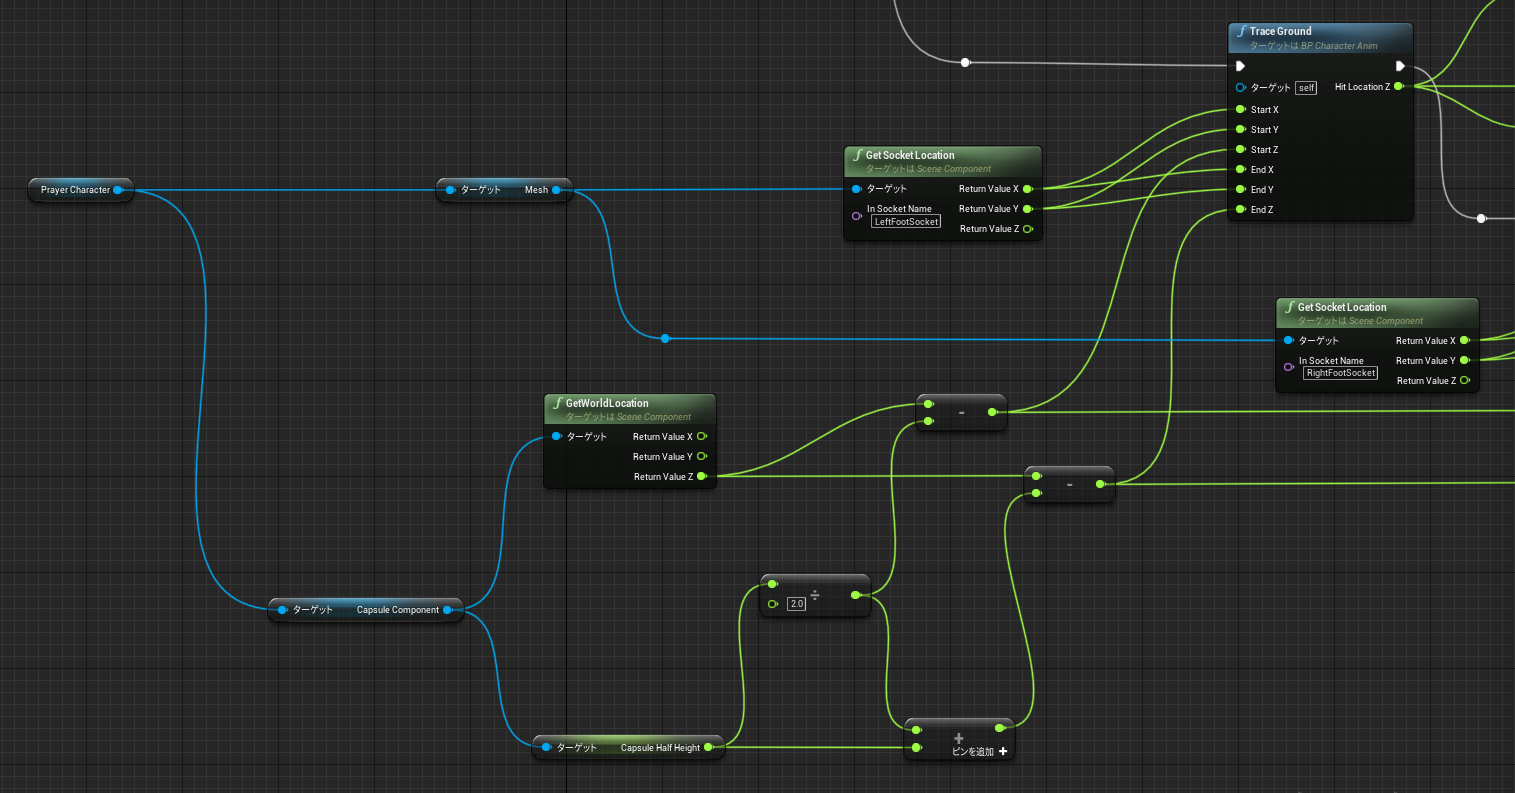 Trace Ground
ターゲットは BP Character Anim
ターゲット self
Hit Location Z
Start X
Start Y
Start Z
End X
End Y
End Z
Get Socket Location
ターゲットは Scene Component
ターゲット
Return Value X
In Socket Name
LeftFootSocket
Return Value Y
Return Value Z
Prayer Character
ターゲット Mesh
Get Socket Location
ターゲットは Scene Component
ターゲット
Return Value X
In Socket Name
RightFootSocket
Return Value Y
Return Value Z
GetWorldLocation
ターゲットは Scene Component
ターゲット
Return Value X
Return Value Y
Return Value Z
-
-
2.0 ÷
ターゲット Capsule Component
ターゲット Capsule Half Height
+
ピンを追加 +